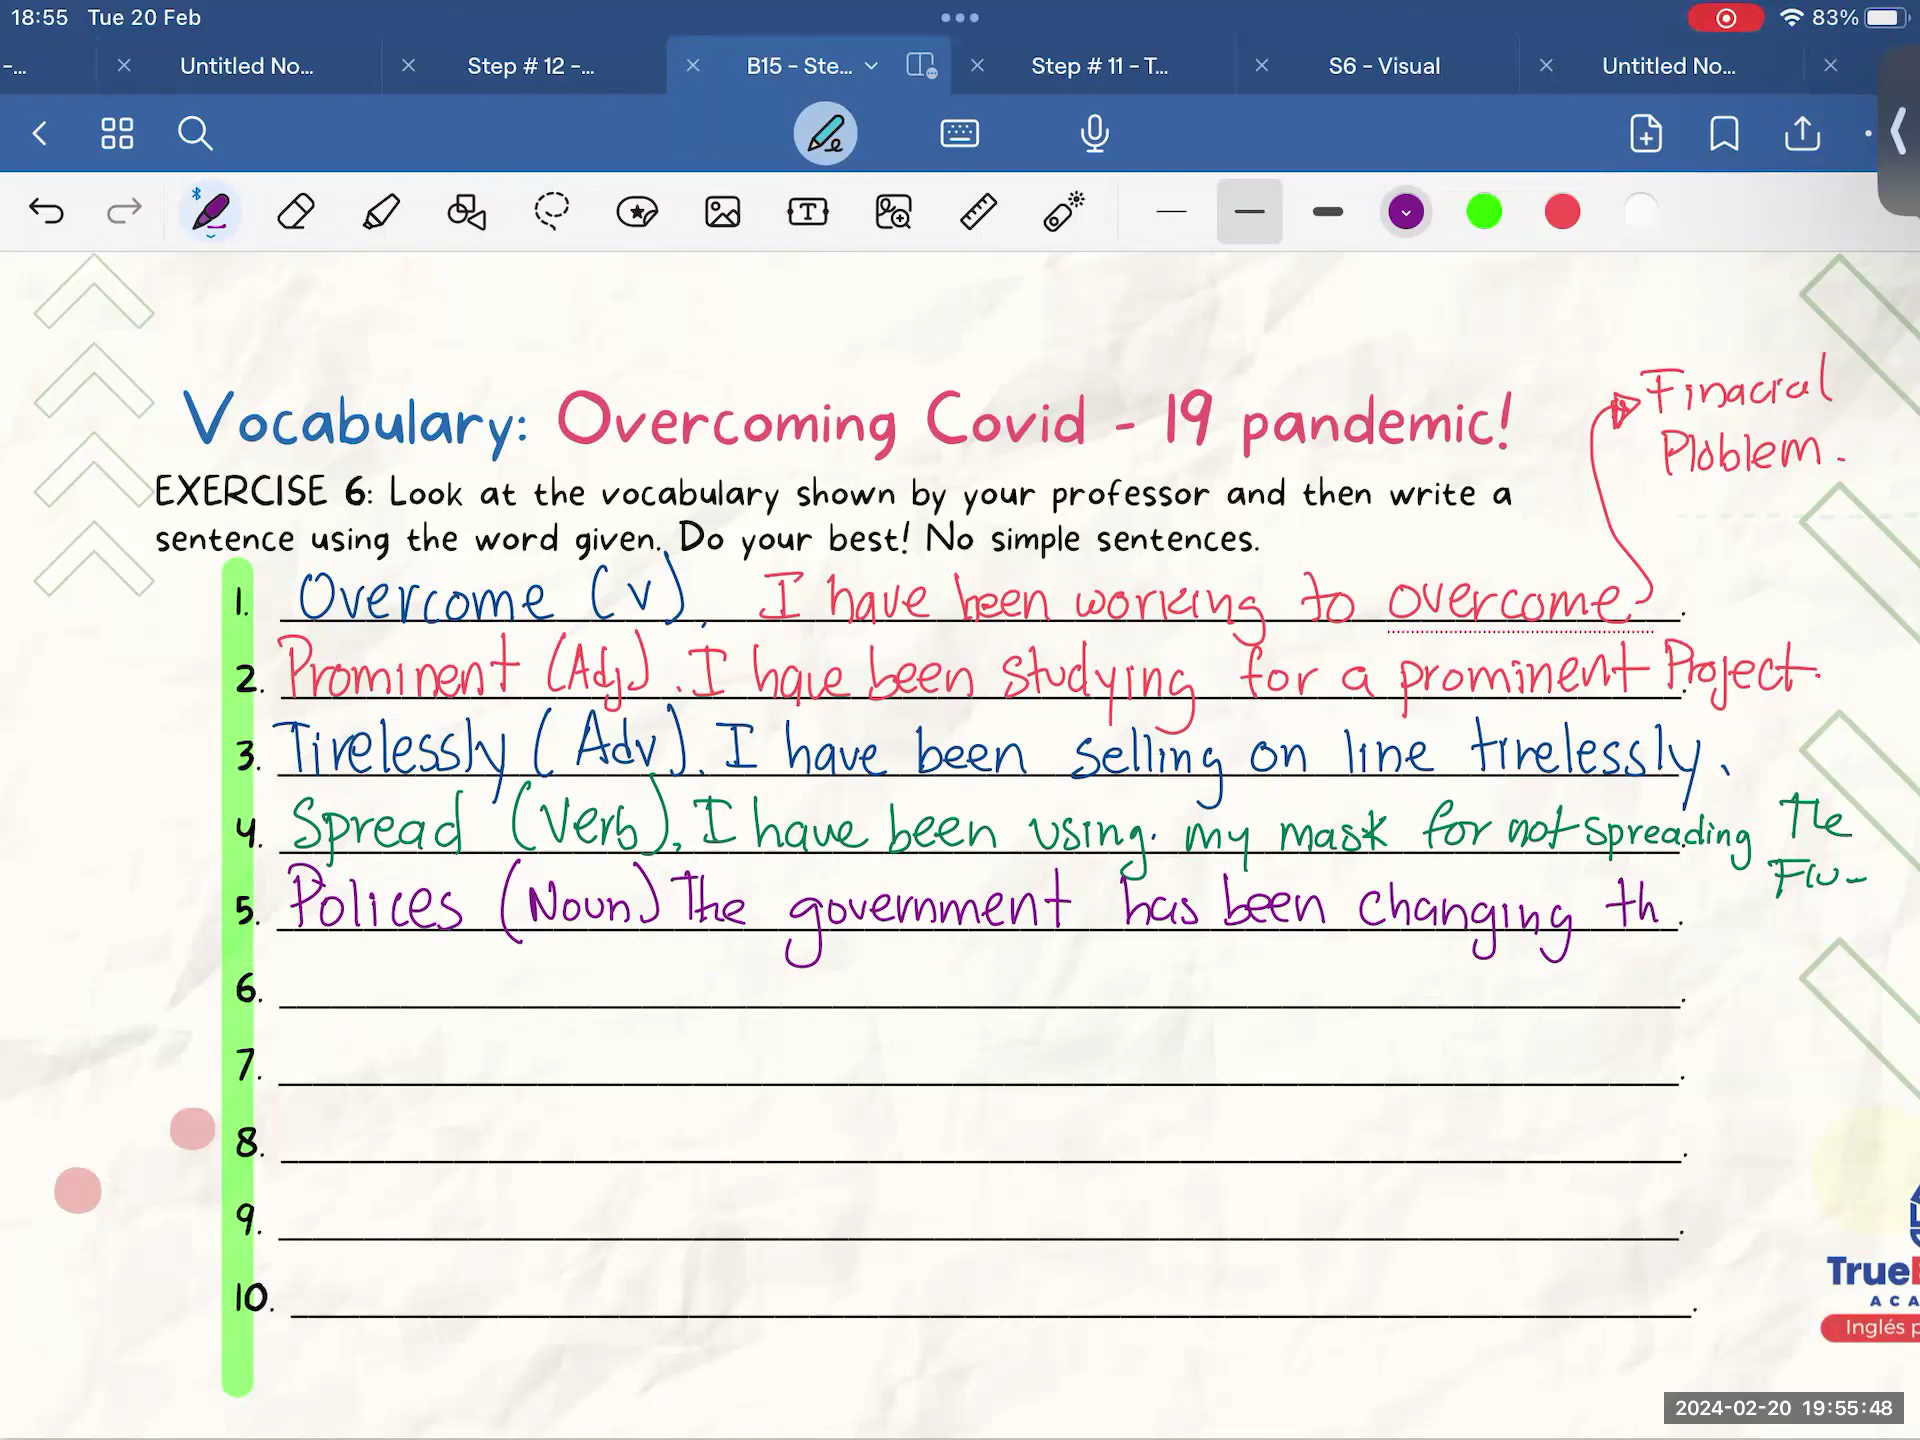 18:55 Tue 20 Feb
83%
-... Untitled No... Step # 12 -... B15 - Ste... Step # 11 - T... S6 - Visual Untitled No...
Vocabulary: Overcoming Covid - 19 pandemic!
Finacial
Ploblem.
EXERCISE 6: Look at the vocabulary shown by your professor and then write a
sentence using the word given. Do your best! No simple sentences.
1. Overcome (v). I have been working to overcome.
2. Prominent (Adj). I have been studying for a prominent Project.
3. Tirelessly (Adv). I have been selling on line tirelessly.
4. Spread (Verb). I have been using my mask for not spreading The
Flu-
5. Polices (Noun) The government has been changing th.
6.
7.
8.
9.
10.
True
ACA
Inglés p
2024-02-20 19:55:48